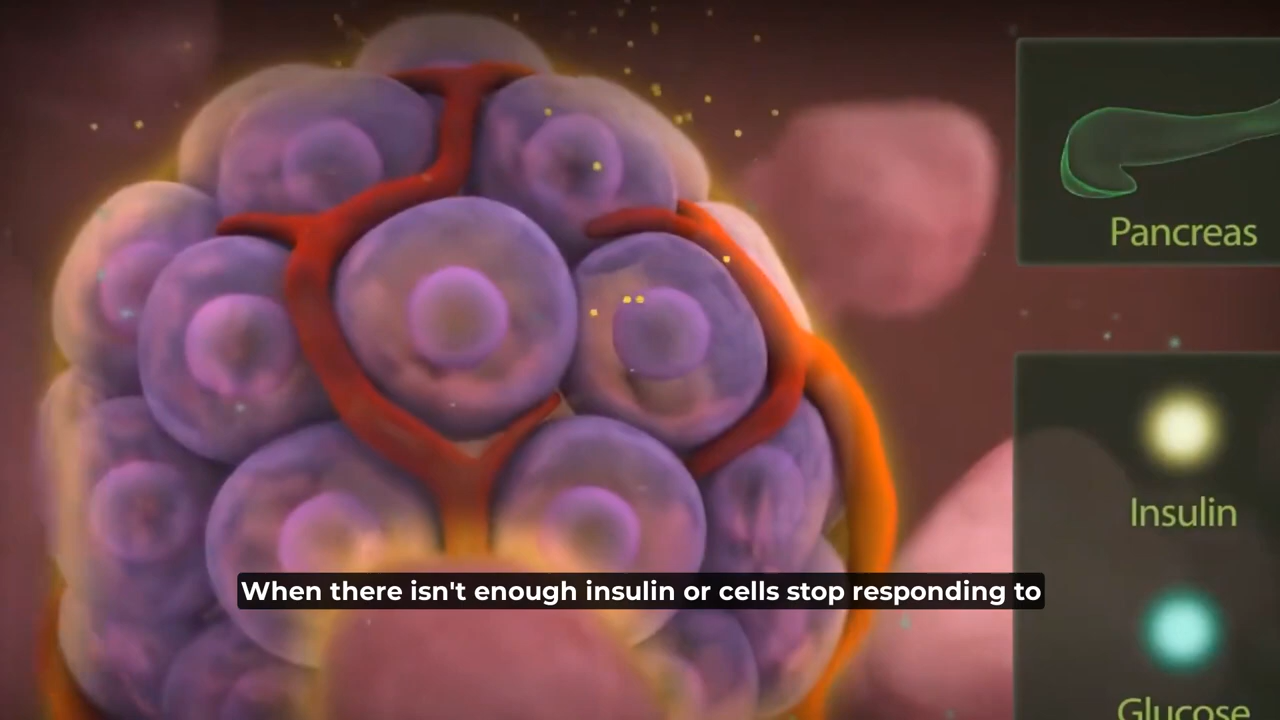 Pancreas
Insulin
When there isn't enough insulin or cells stop responding to
Glucose